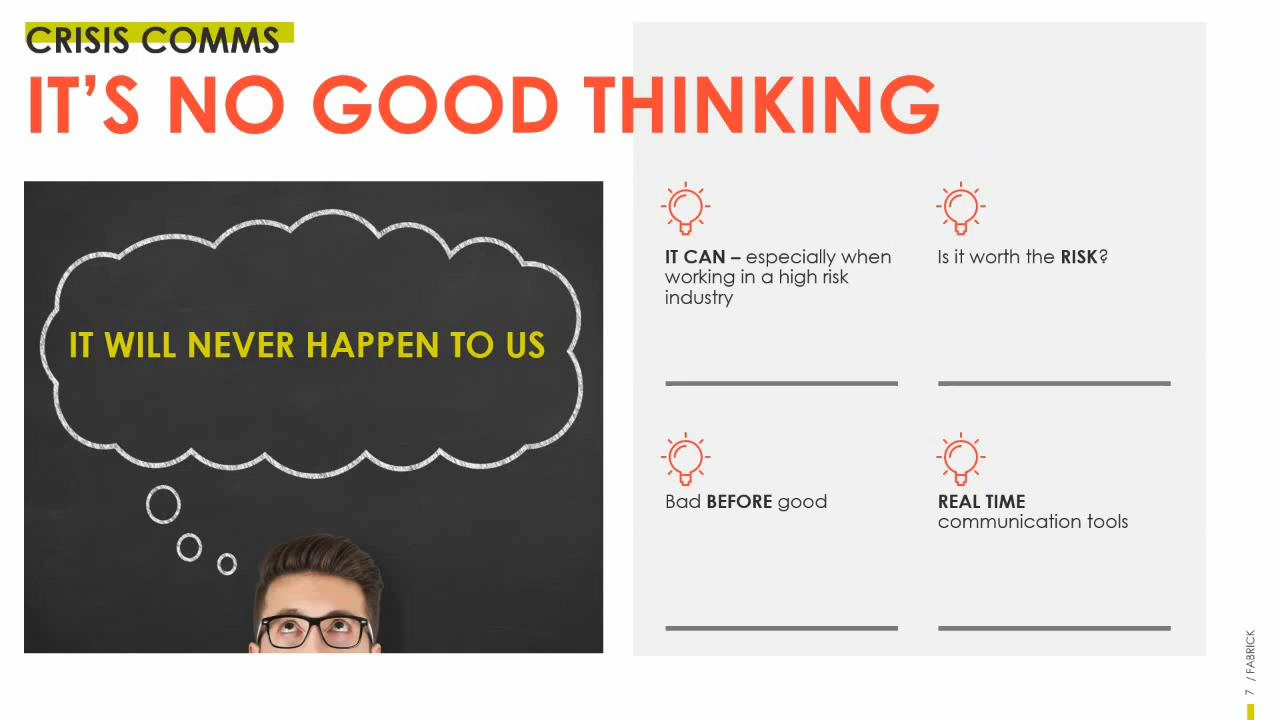 CRISIS COMMS
IT’S NO GOOD THINKING
IT WILL NEVER HAPPEN TO US
IT CAN – especially when
working in a high risk
industry
Is it worth the RISK?
Bad BEFORE good
REAL TIME
communication tools
7 / FABRICK